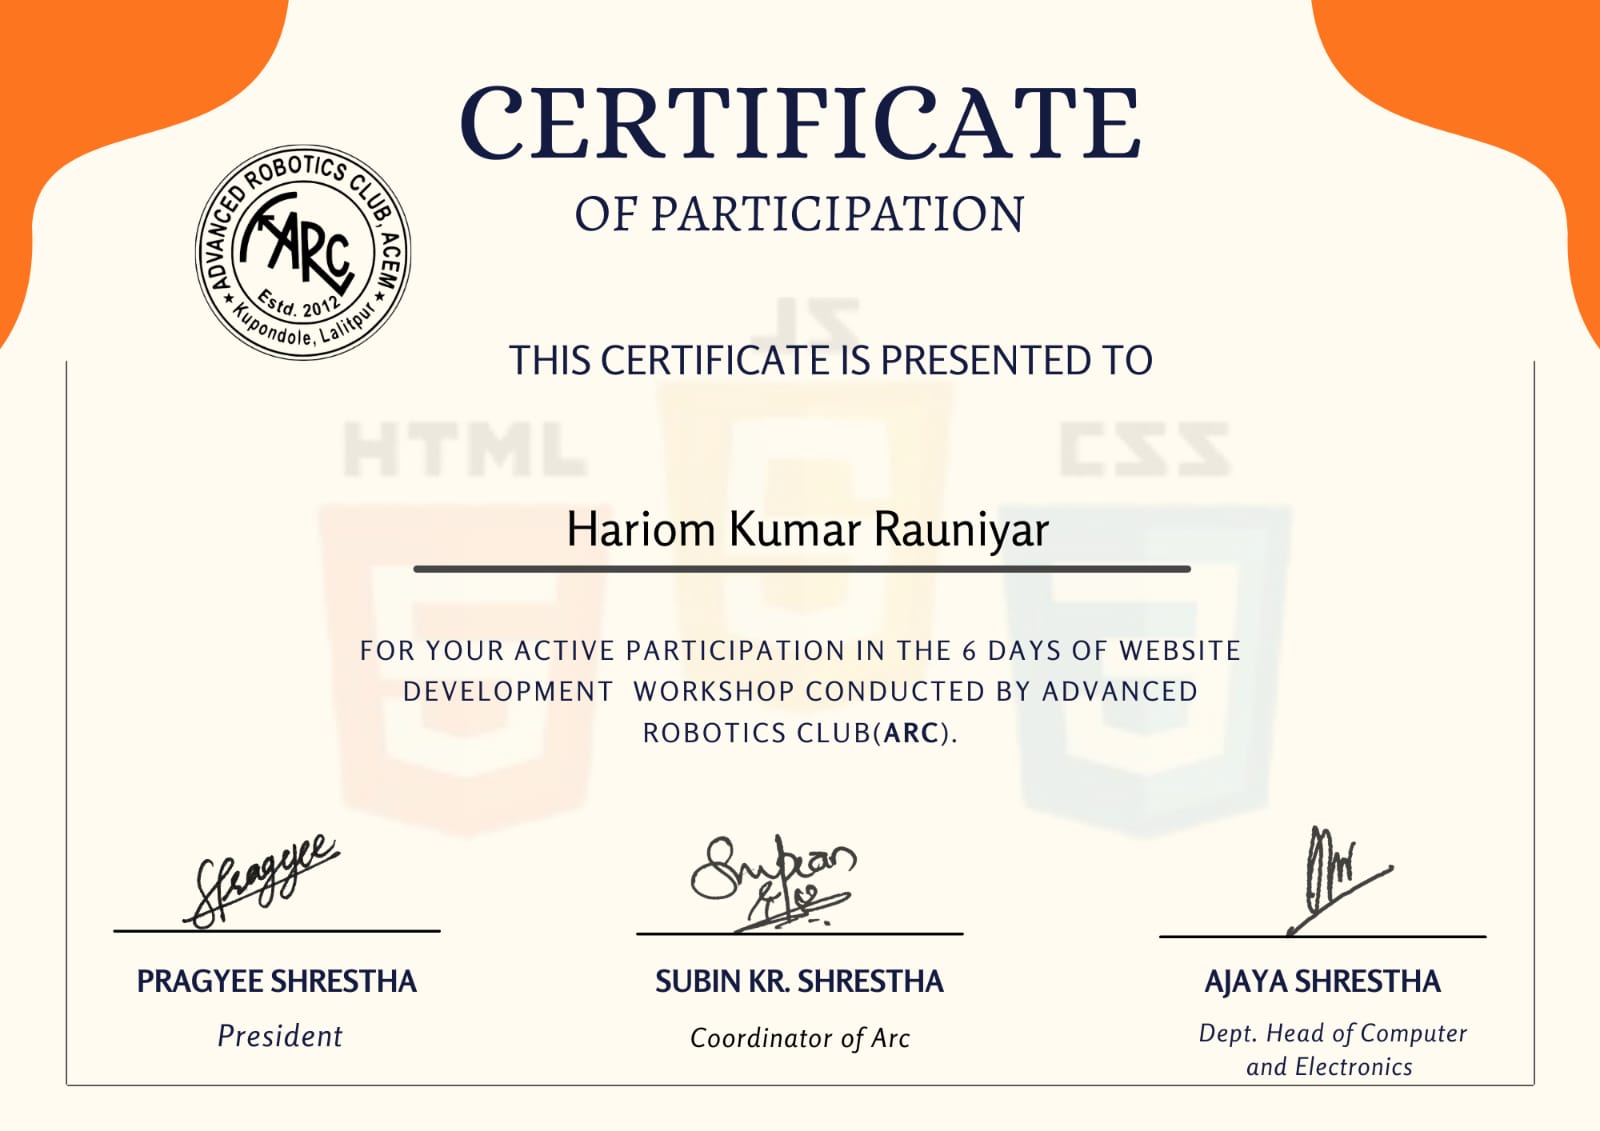 CERTIFICATE
OF PARTICIPATION
ADVANCED ROBOTICS CLUB, ACEM
ARC
Estd. 2012
★ Kupondole, Lalitpur ★
JS
THIS CERTIFICATE IS PRESENTED TO
HTML
CSS
Hariom Kumar Rauniyar
FOR YOUR ACTIVE PARTICIPATION IN THE 6 DAYS OF WEBSITE
DEVELOPMENT WORKSHOP CONDUCTED BY ADVANCED
ROBOTICS CLUB(ARC).
Pragyee
PRAGYEE SHRESTHA
President
SUBIN KR. SHRESTHA
Coordinator of Arc
AJAYA SHRESTHA
Dept. Head of Computer
and Electronics